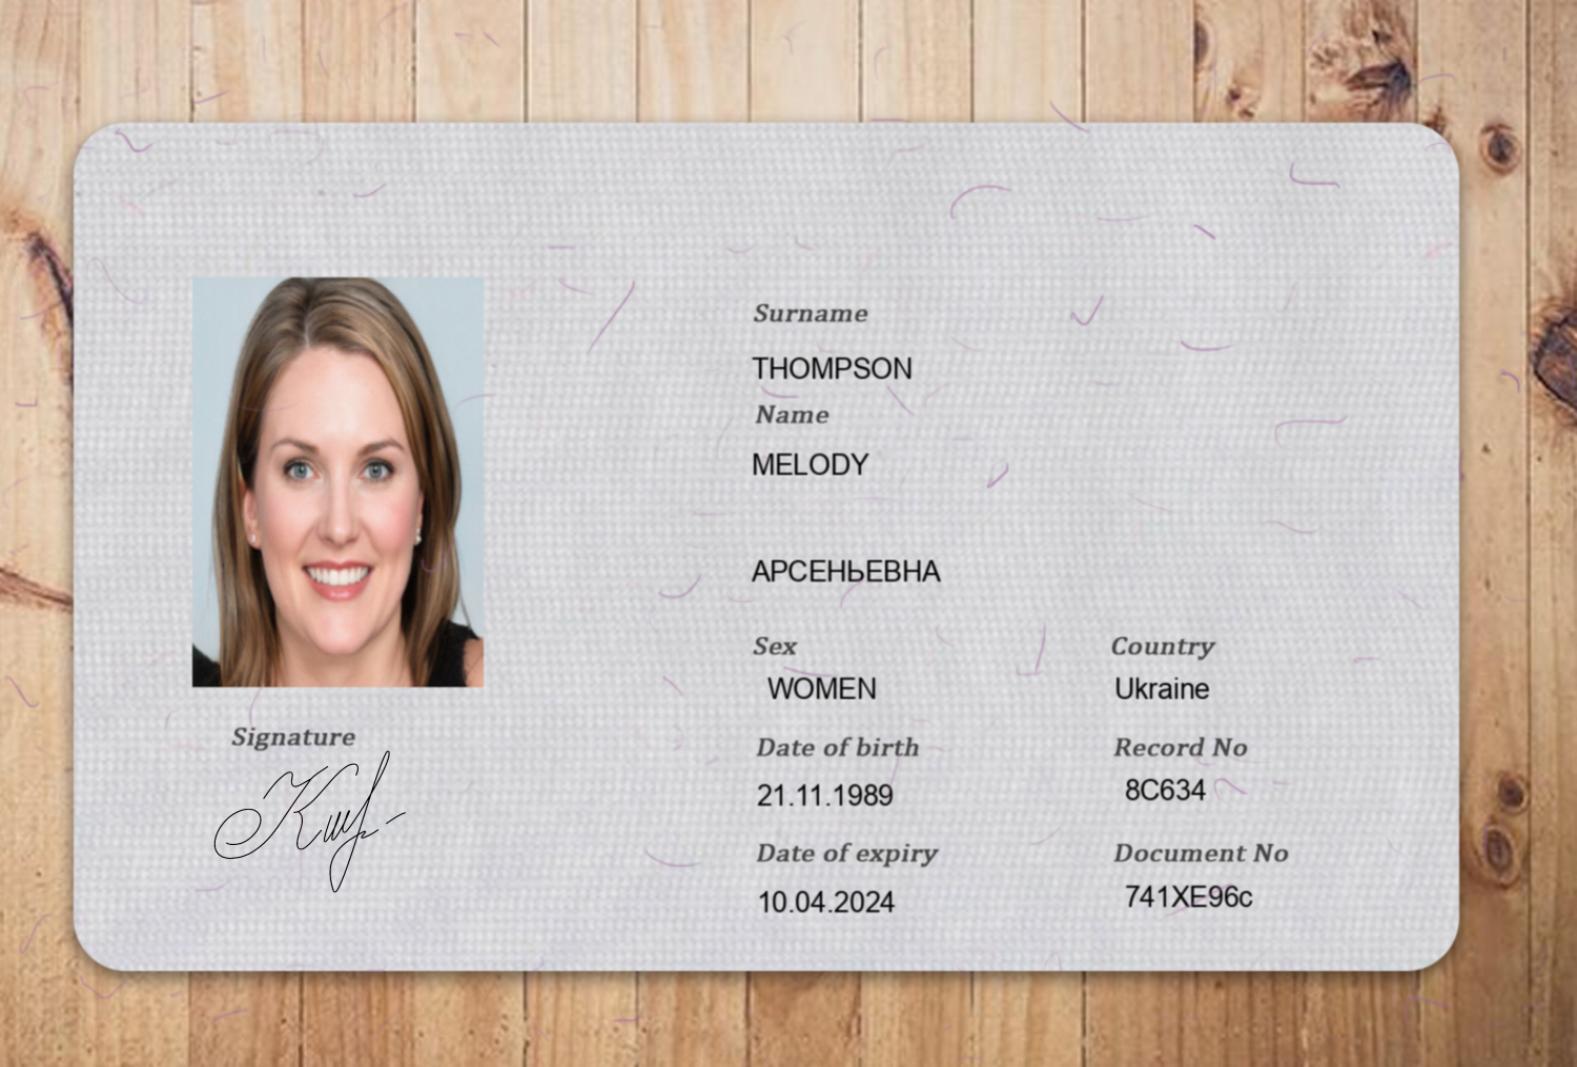 Surname
THOMPSON
Name
MELODY
АРСЕНЬЕВНА
Sex
Country
WOMEN
Ukraine
Signature
Date of birth
Record No
21.11.1989
8C634
Date of expiry
Document No
10.04.2024
741XE96c